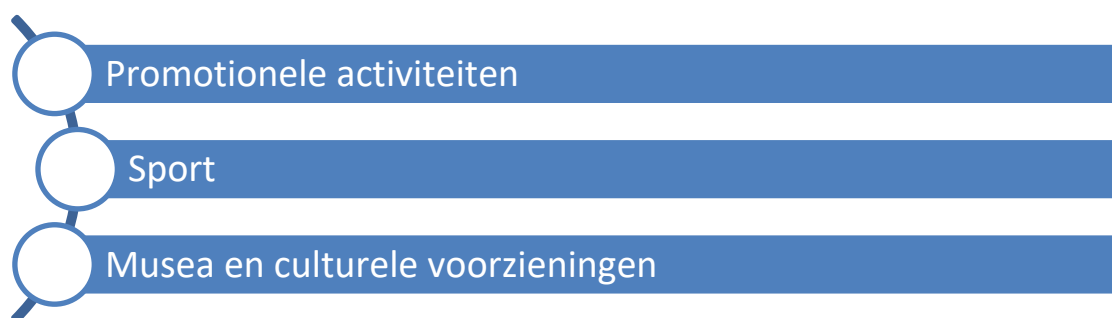 Promotionele activiteiten
Sport
Musea en culturele voorzieningen